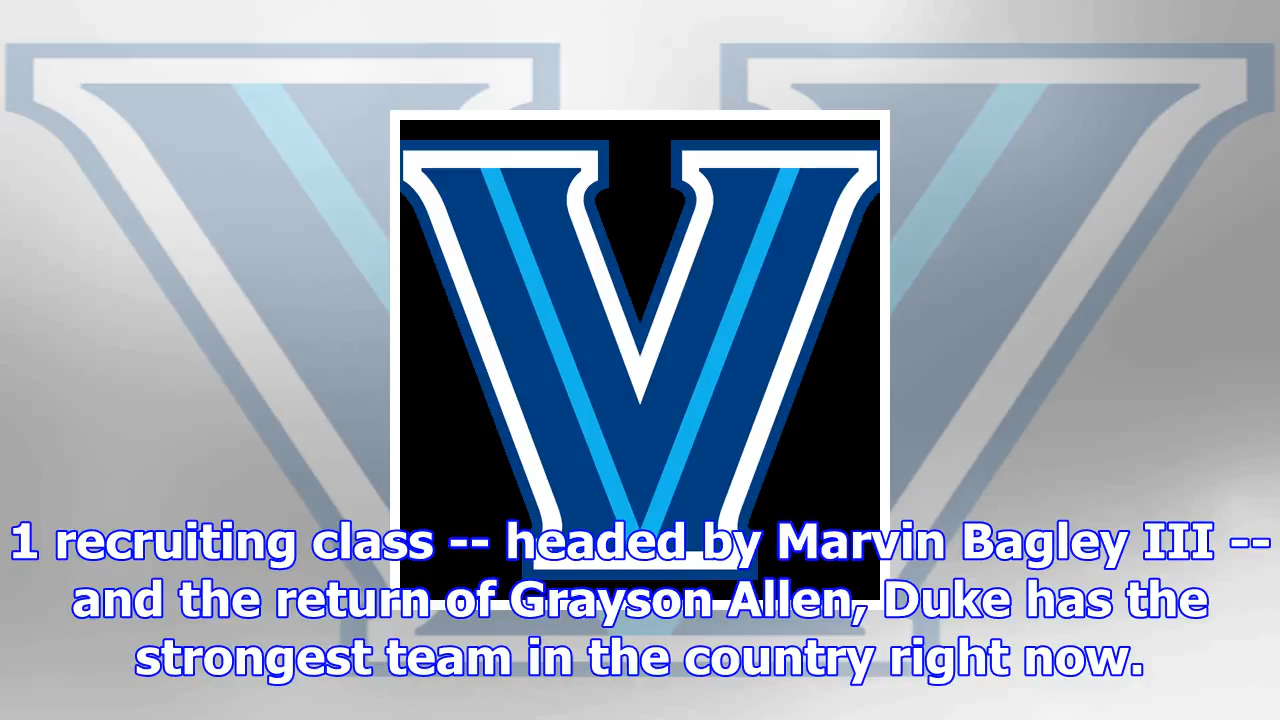 V
1 recruiting class -- headed by Marvin Bagley III --
and the return of Grayson Allen, Duke has the
strongest team in the country right now.